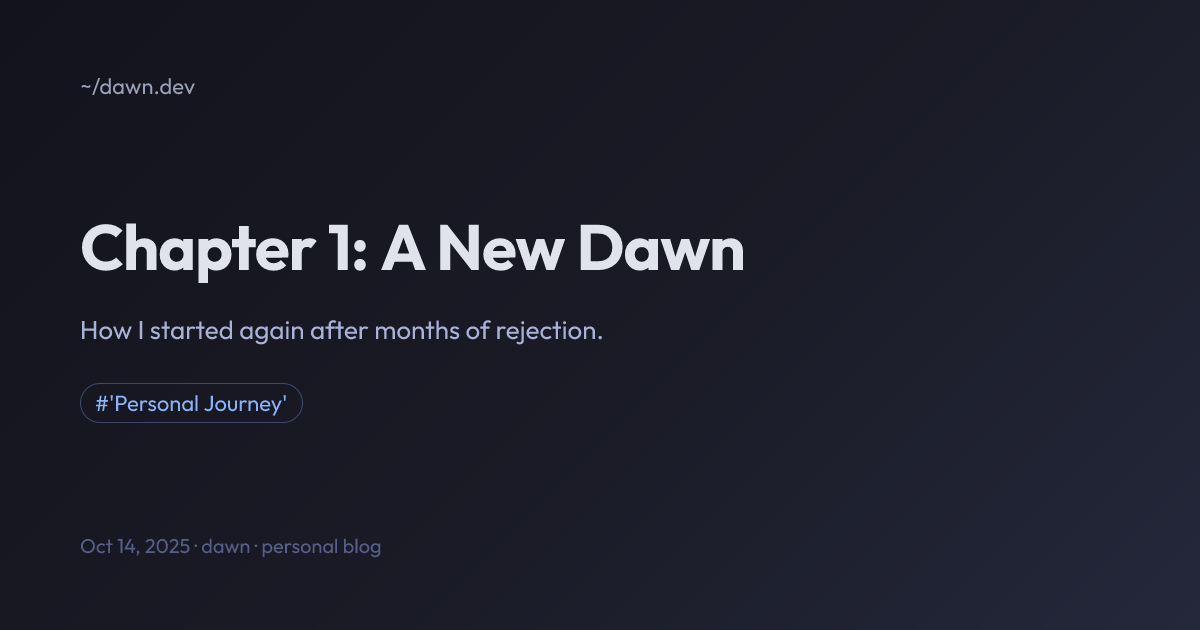 ~/dawn.dev
Chapter 1: A New Dawn
How I started again after months of rejection.
#'Personal Journey'
Oct 14, 2025 · dawn · personal blog